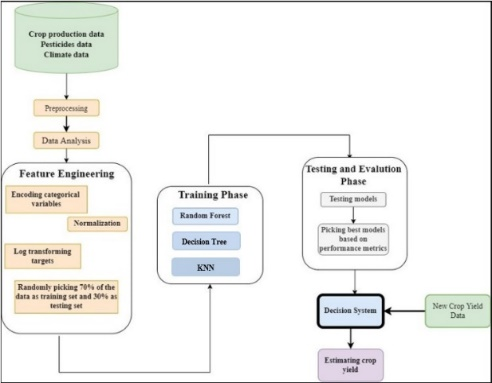 Crop production data
Pesticides data
Climate data
Preprocessing
Data Analysis
Feature Engineering
Encoding categorical
variables
Normalization
Log transforming
targets
Randomly picking 70% of the
data as training set and 30% as
testing set
Training Phase
Random Forest
Decision Tree
KNN
Testing and Evalution
Phase
Testing models
Picking best models
based on
performance metrics
Decision System
New Crop Yield
Data
Estimating crop
yield